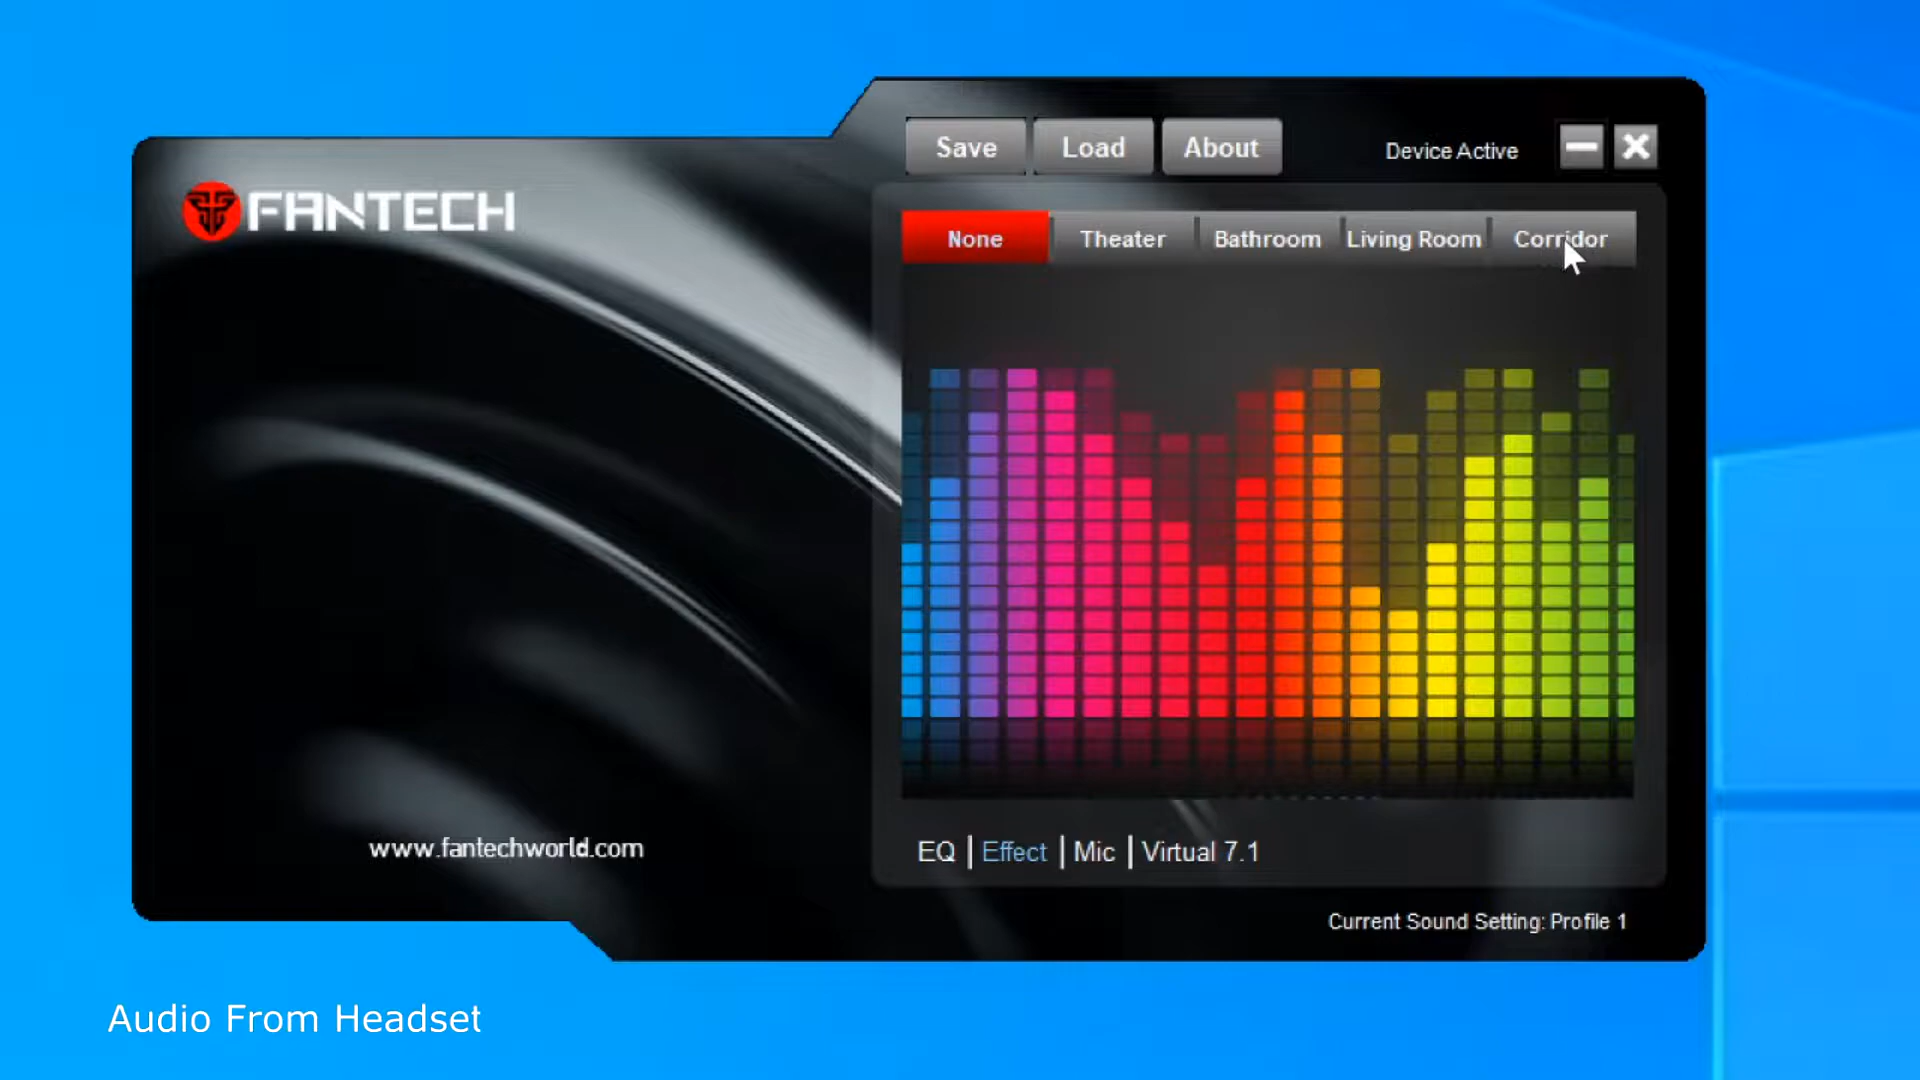 Save Load About Device Active
FANTECH
None Theater Bathroom Living Room Corridor
www.fantechworld.com
EQ | Effect | Mic | Virtual 7.1
Current Sound Setting: Profile 1
Audio From Headset